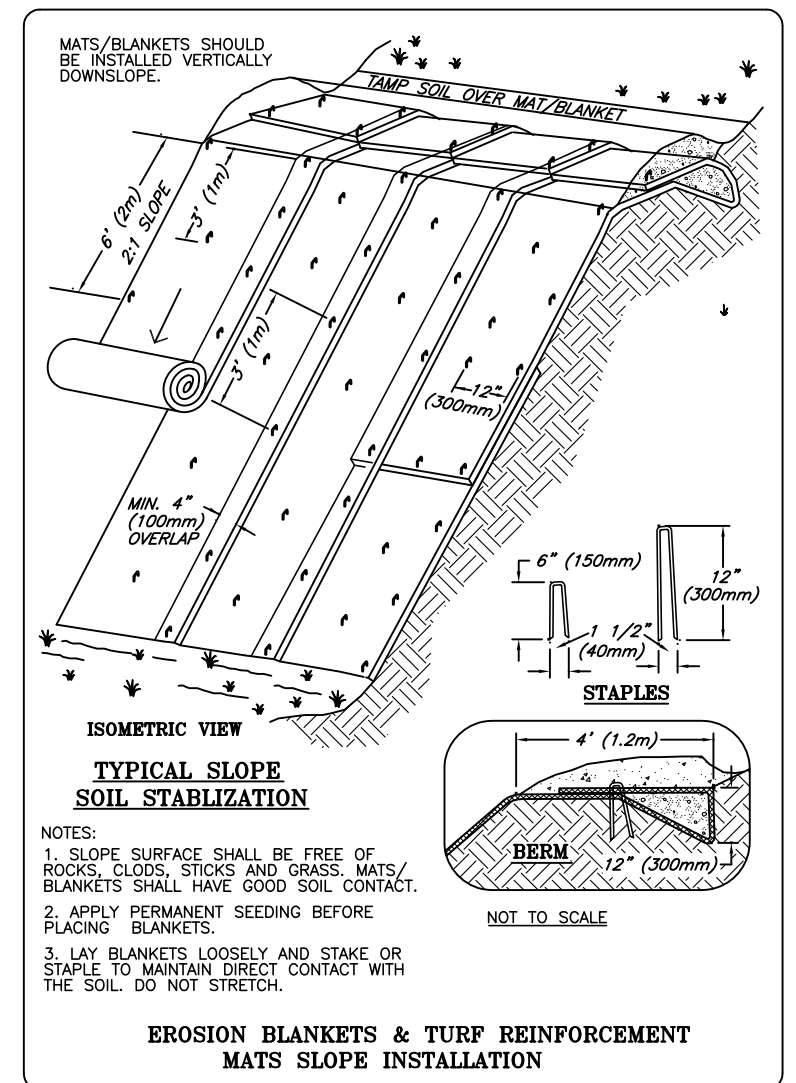 MATS/BLANKETS SHOULD
BE INSTALLED VERTICALLY
DOWNSLOPE.
TAMP SOIL OVER MAT/BLANKET
6' (2m)
2:1 SLOPE
3' (1m)
3' (1m)
12"
(300mm)
MIN. 4"
(100mm)
OVERLAP
6" (150mm)
12"
(300mm)
1 1/2"
(40mm)
STAPLES
ISOMETRIC VIEW
TYPICAL SLOPE
SOIL STABLIZATION
4' (1.2m)
BERM
12" (300mm)
NOT TO SCALE
NOTES:
1. SLOPE SURFACE SHALL BE FREE OF
ROCKS, CLODS, STICKS AND GRASS. MATS/
BLANKETS SHALL HAVE GOOD SOIL CONTACT.
2. APPLY PERMANENT SEEDING BEFORE
PLACING BLANKETS.
3. LAY BLANKETS LOOSELY AND STAKE OR
STAPLE TO MAINTAIN DIRECT CONTACT WITH
THE SOIL. DO NOT STRETCH.
EROSION BLANKETS & TURF REINFORCEMENT
MATS SLOPE INSTALLATION